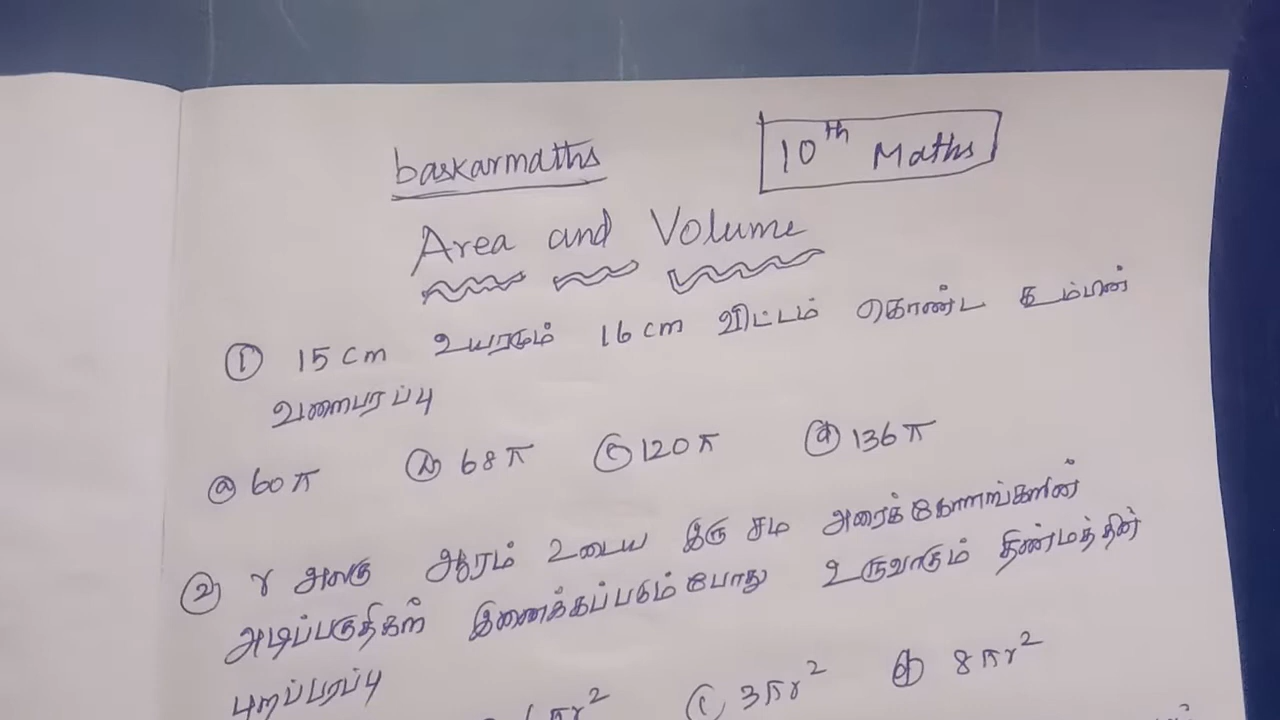 baskarmaths
10th Maths
Area and Volume
① 15 cm உயரமும் 16 cm விட்டம் கொண்ட கூம்பின்
வளைபரப்பு
ⓐ 60π ⓑ 68π ⓒ 120π ⓓ 136π
② r அலகு ஆரம் உடைய இரு சம அரைக்கோளங்களின்
அடிப்பகுதிகள் இணைக்கப்படும்போது உருவாகும் திண்மத்தின்
புறப்பரப்பு
πr² ⓒ 3πr² ⓓ 8πr²